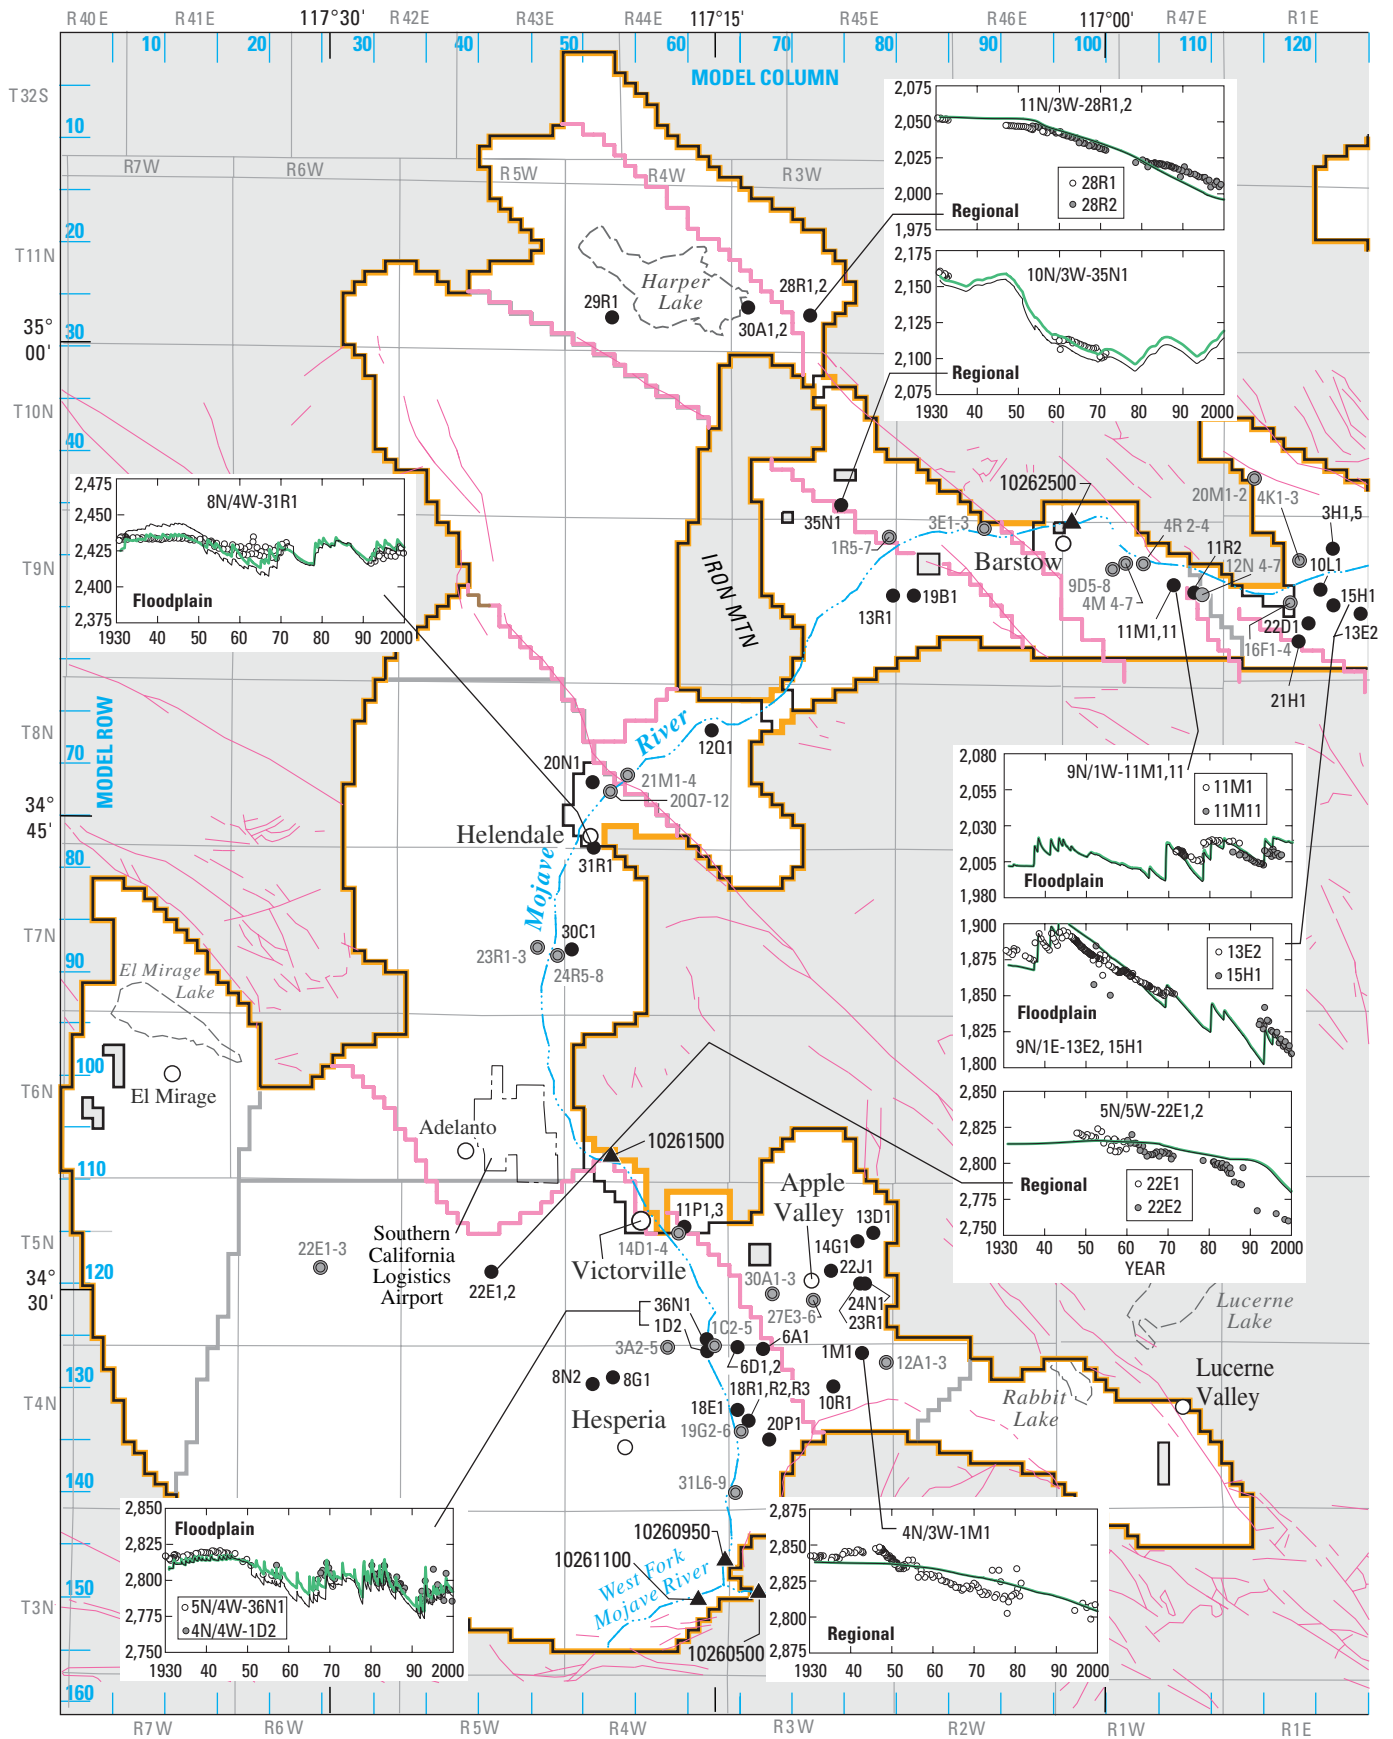 R40E
R41E
117°30'
R42E
R43E
R44E
117°15'
R45E
R46E
117°00'
R47E
R1E
10
20
30
40
50
60
70
80
90
100
110
120
MODEL COLUMN
T32S
10
R7W
R6W
R5W
R4W
R3W
20
T11N
35°
00'
30
T10N
40
T9N
T8N
MODEL ROW
70
34°
45'
80
T7N
90
100
T6N
110
T5N
34°
30'
120
130
T4N
140
150
T3N
160
R7W
R6W
R5W
R4W
R3W
R2W
R1W
R1E
2,075
2,050
2,025
2,000
1,975
11N/3W-28R1,2
28R1
28R2
Regional
2,175
2,150
2,125
2,100
2,075
10N/3W-35N1
Regional
1930
40
50
60
70
80
90
2000
Harper
Lake
29R1
30A1,2
28R1,2
IRON MTN
2,475
2,450
2,425
2,400
2,375
8N/4W-31R1
Floodplain
1930
40
50
60
70
80
90
2000
10262500
35N1
1R5-7
3E1-3
Barstow
13R1
19B1
9D5-8
4M 4-7
4R 2-4
11R2
12N 4-7
11M1,11
20M1-2
4K1-3
3H1,5
10L1
15H1
13E2
22D1
16F1-4
21H1
River
12Q1
20N1
21M1-4
20Q7-12
Helendale
31R1
Mojave
30C1
23R1-3
24R5-8
El Mirage
Lake
El Mirage
Adelanto
10261500
Southern
California
Logistics
Airport
22E1-3
22E1,2
11P1,3
14D1-4
Victorville
Apple
Valley
13D1
14G1
22J1
24N1
23R1
30A1-3
27E3-6
36N1
1D2
1C2-5
3A2-5
6A1
6D1,2
1M1
12A1-3
8N2
8G1
18R1,R2,R3
10R1
18E1
19G2-6
20P1
Hesperia
31L6-9
Lucerne
Lake
Lucerne
Valley
Rabbit
Lake
10260950
10261100
West Fork
Mojave River
10260500
2,080
2,055
2,030
2,005
1,980
9N/1W-11M1,11
11M1
11M11
Floodplain
1,900
1,875
1,850
1,825
1,800
13E2
15H1
Floodplain
9N/1E-13E2, 15H1
2,850
2,825
2,800
2,775
2,750
5N/5W-22E1,2
22E1
22E2
Regional
1930
40
50
60
70
80
90
2000
YEAR
2,850
2,825
2,800
2,775
2,750
Floodplain
5N/4W-36N1
4N/4W-1D2
1930
40
50
60
70
80
90
2000
2,875
2,850
2,825
2,800
2,875
4N/3W-1M1
Regional
1930
40
50
60
70
80
90
2000